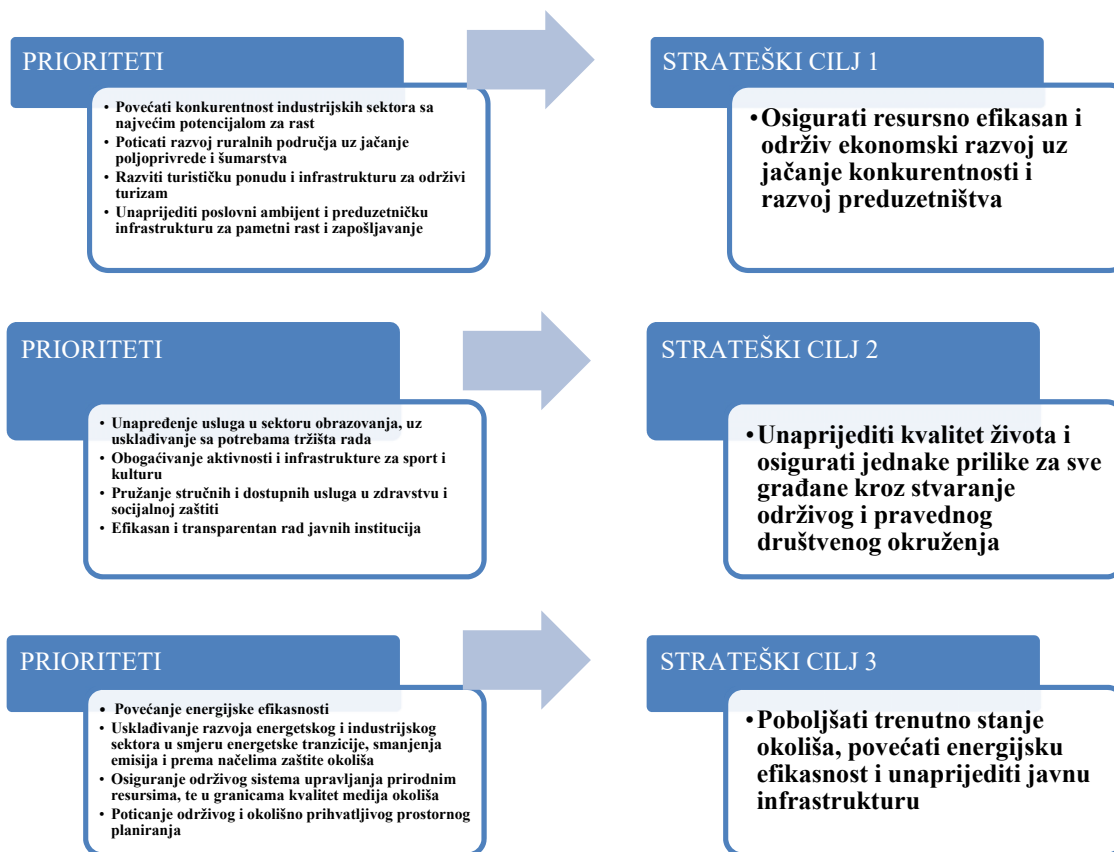 PRIORITETI
• Povećati konkurentnost industrijskih sektora sa
najvećim potencijalom za rast
• Poticati razvoj ruralnih područja uz jačanje
poljoprivrede i šumarstva
• Razviti turističku ponudu i infrastrukturu za održivi
turizam
• Unaprijediti poslovni ambijent i preduzetničku
infrastrukturu za pametni rast i zapošljavanje
STRATEŠKI CILJ 1
•Osigurati resursno efikasan i
održiv ekonomski razvoj uz
jačanje konkurentnosti i
razvoj preduzetništva
PRIORITETI
• Unapređenje usluga u sektoru obrazovanja, uz
usklađivanje sa potrebama tržišta rada
• Obogaćivanje aktivnosti i infrastrukture za sport i
kulturu
• Pružanje stručnih i dostupnih usluga u zdravstvu i
socijalnoj zaštiti
• Efikasan i transparentan rad javnih institucija
STRATEŠKI CILJ 2
•Unaprijediti kvalitet života i
osigurati jednake prilike za sve
građane kroz stvaranje
održivog i pravednog
društvenog okruženja
PRIORITETI
• Povećanje energijske efikasnosti
• Usklađivanje razvoja energetskog i industrijskog
sektora u smjeru energetske tranzicije, smanjenja
emisija i prema načelima zaštite okoliša
• Osiguranje održivog sistema upravljanja prirodnim
resursima, te u granicama kvalitet medija okoliša
• Poticanje održivog i okolišno prihvatljivog prostornog
planiranja
STRATEŠKI CILJ 3
•Poboljšati trenutno stanje
okoliša, povećati energijsku
efikasnost i unaprijediti javnu
infrastrukturu